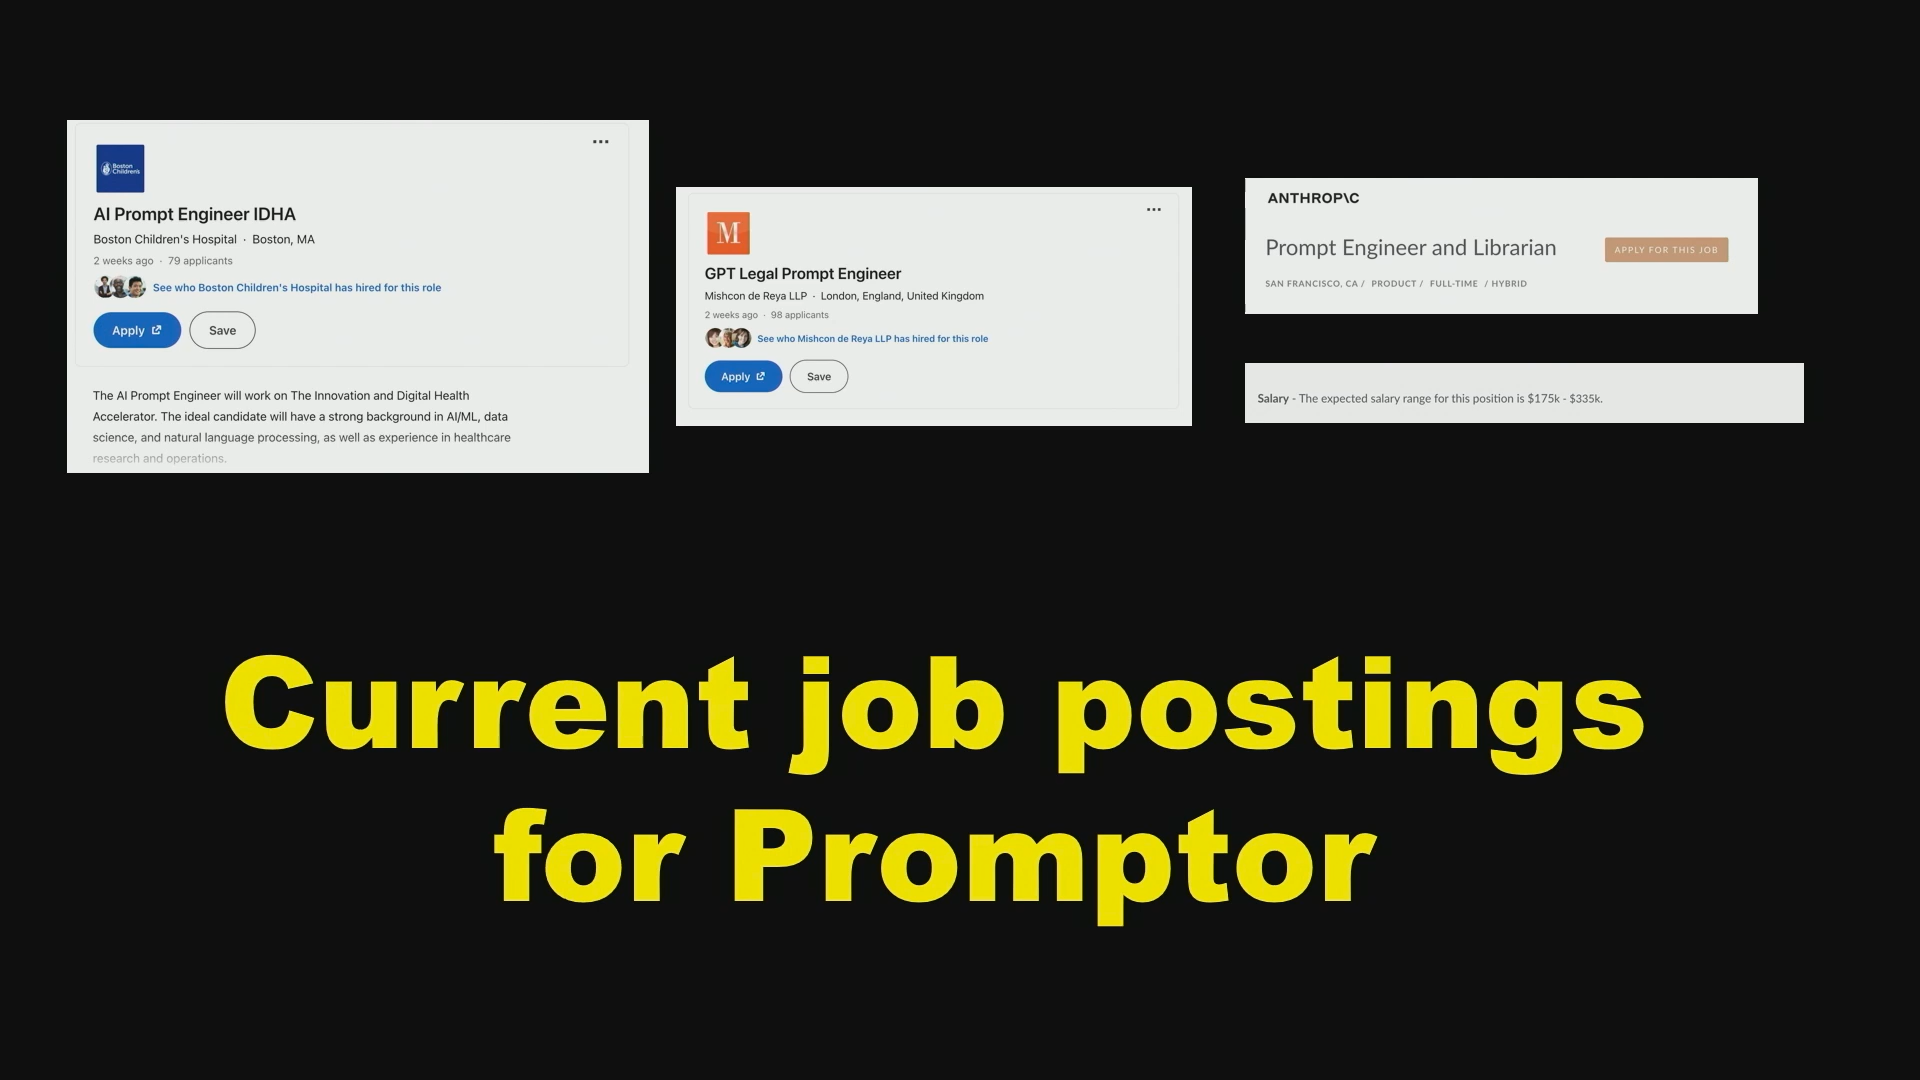 Boston
Children's
AI Prompt Engineer IDHA
Boston Children's Hospital · Boston, MA
2 weeks ago · 79 applicants
See who Boston Children's Hospital has hired for this role
Apply
Save
The AI Prompt Engineer will work on The Innovation and Digital Health
Accelerator. The ideal candidate will have a strong background in AI/ML, data
science, and natural language processing, as well as experience in healthcare
research and operations.
M
GPT Legal Prompt Engineer
Mishcon de Reya LLP · London, England, United Kingdom
2 weeks ago · 98 applicants
See who Mishcon de Reya LLP has hired for this role
Apply
Save
ANTHROP\C
Prompt Engineer and Librarian
APPLY FOR THIS JOB
SAN FRANCISCO, CA / PRODUCT / FULL-TIME / HYBRID
Salary - The expected salary range for this position is $175k - $335k.
Current job postings
for Promptor